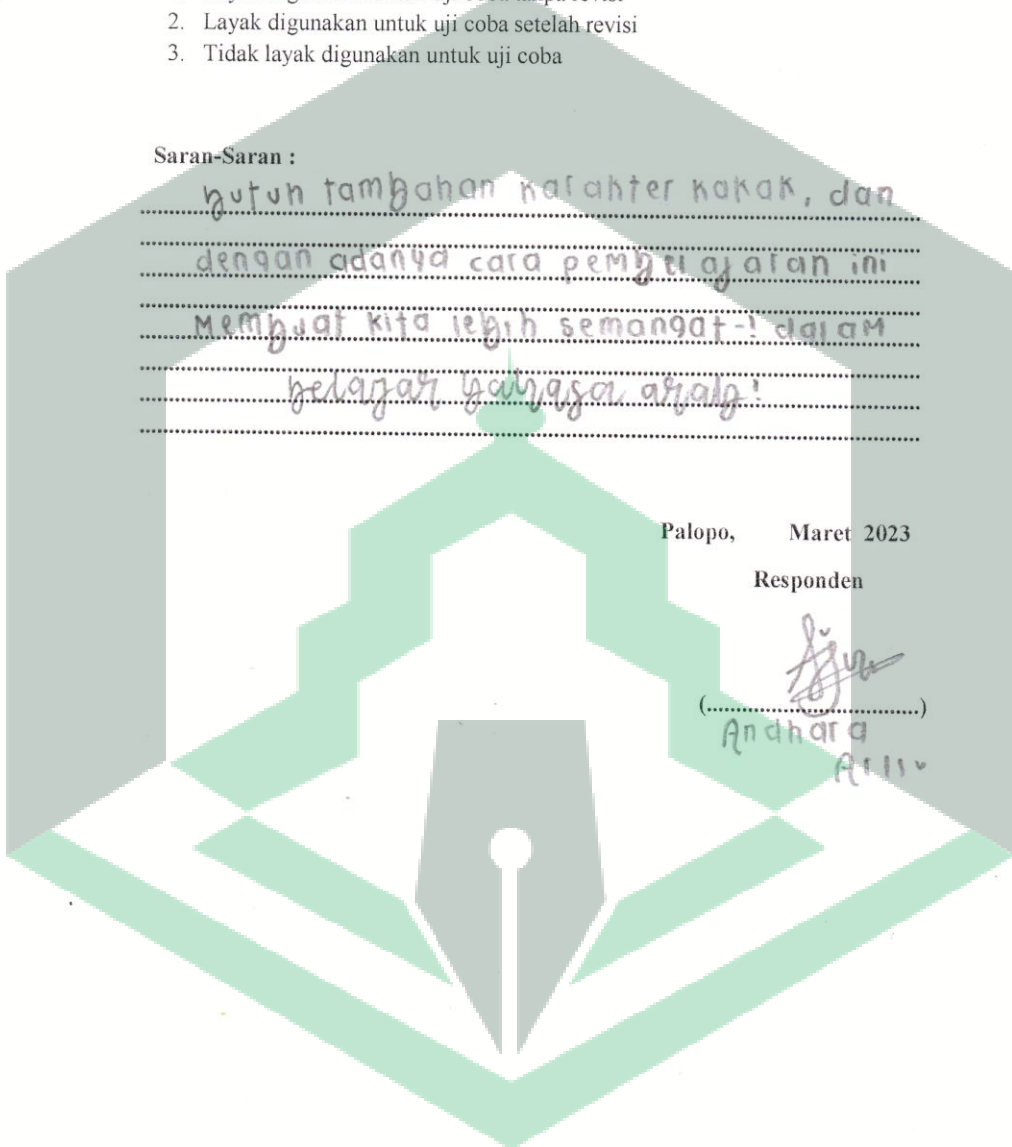 2. Layak digunakan untuk uji coba setelah revisi
3. Tidak layak digunakan untuk uji coba
Saran-Saran :
butuh tambahan karakter kakak, dan
dengan adanya cara pembelajaran ini
Membuat kita lebih semangat-! dalam
belajar bahasa arab!
Palopo, Maret 2023
Responden
(......................................)
Andhara